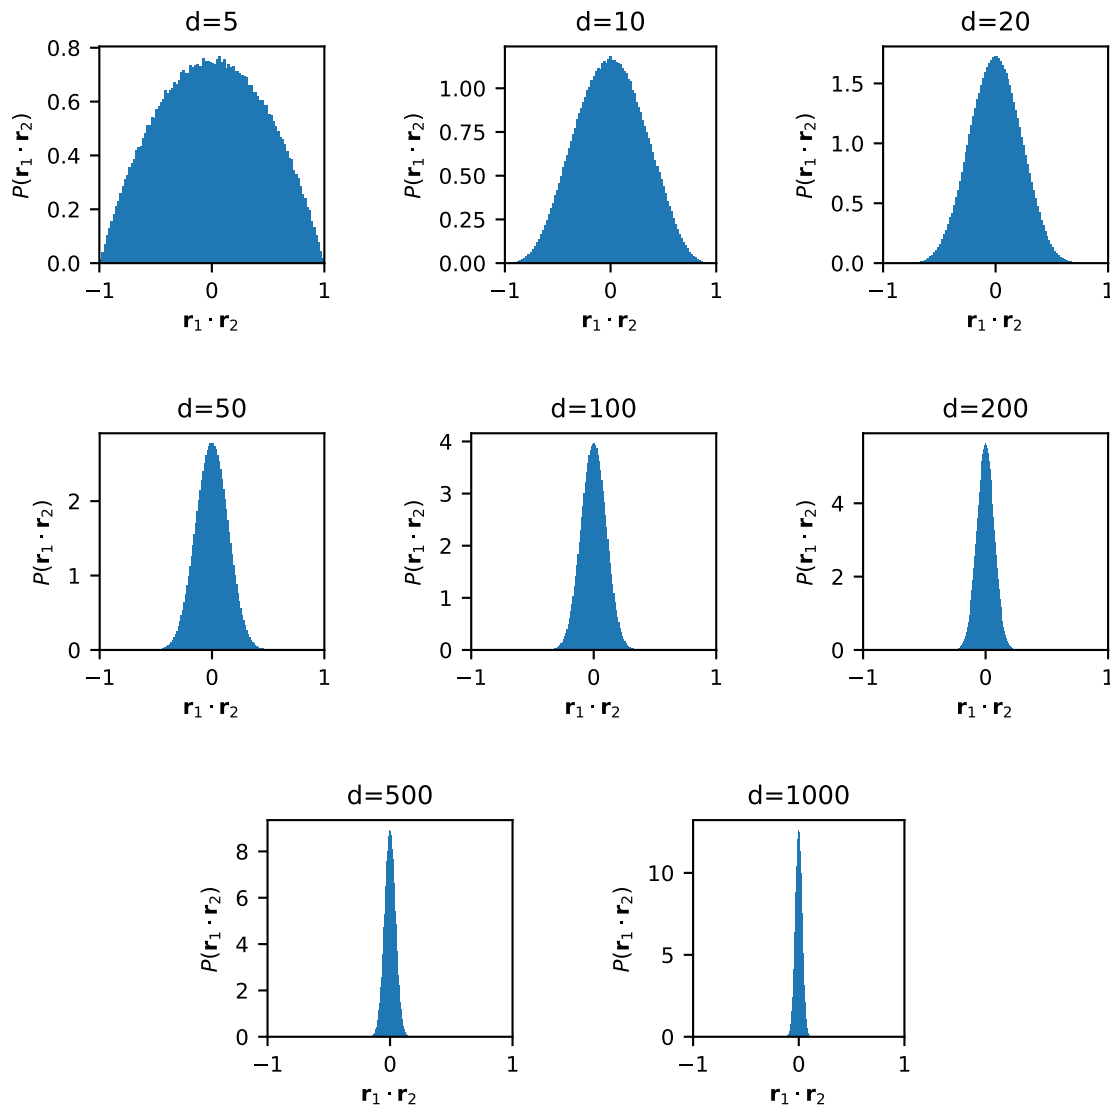 d=5
0.8
0.6
0.4
0.2
0.0
P(r₁ · r₂)
−1 0 1
r₁ · r₂
d=10
1.00
0.75
0.50
0.25
0.00
P(r₁ · r₂)
−1 0 1
r₁ · r₂
d=20
1.5
1.0
0.5
0.0
P(r₁ · r₂)
−1 0 1
r₁ · r₂
d=50
2
1
0
P(r₁ · r₂)
−1 0 1
r₁ · r₂
d=100
4
3
2
1
0
P(r₁ · r₂)
−1 0 1
r₁ · r₂
d=200
4
2
0
P(r₁ · r₂)
−1 0 1
r₁ · r₂
d=500
8
6
4
2
0
P(r₁ · r₂)
−1 0 1
r₁ · r₂
d=1000
10
5
0
P(r₁ · r₂)
−1 0 1
r₁ · r₂